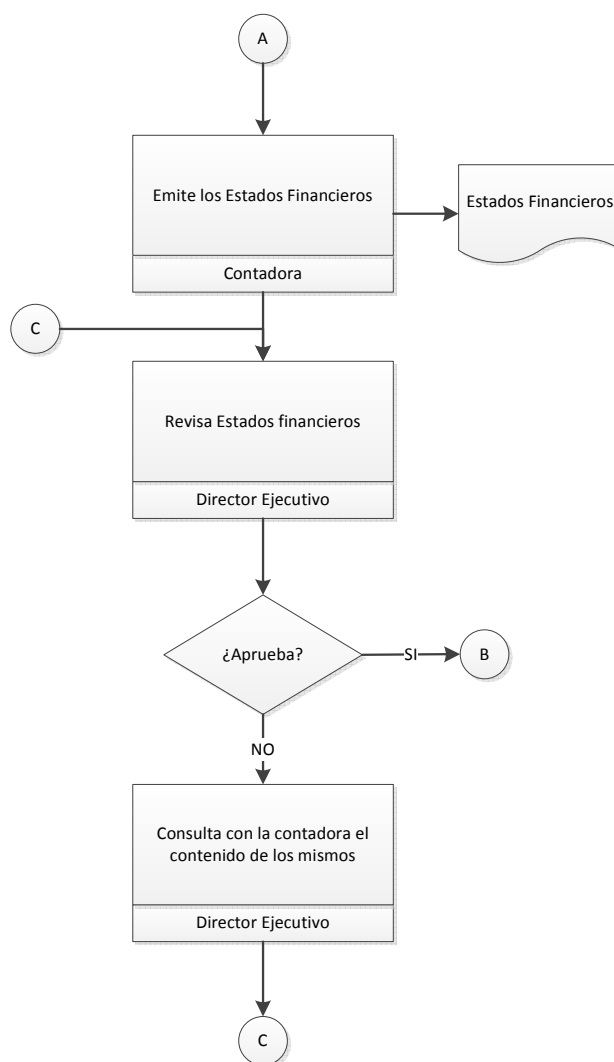 A
Emite los Estados Financieros
Estados Financieros
Contadora
C
Revisa Estados financieros
Director Ejecutivo
¿Aprueba?
SI
B
NO
Consulta con la contadora el
contenido de los mismos
Director Ejecutivo
C